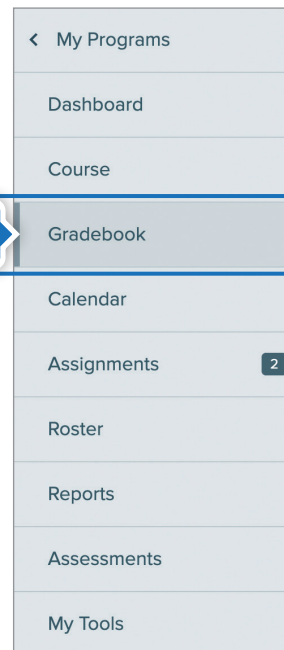 < My Programs
Dashboard
Course
Gradebook
Calendar
Assignments 2
Roster
Reports
Assessments
My Tools